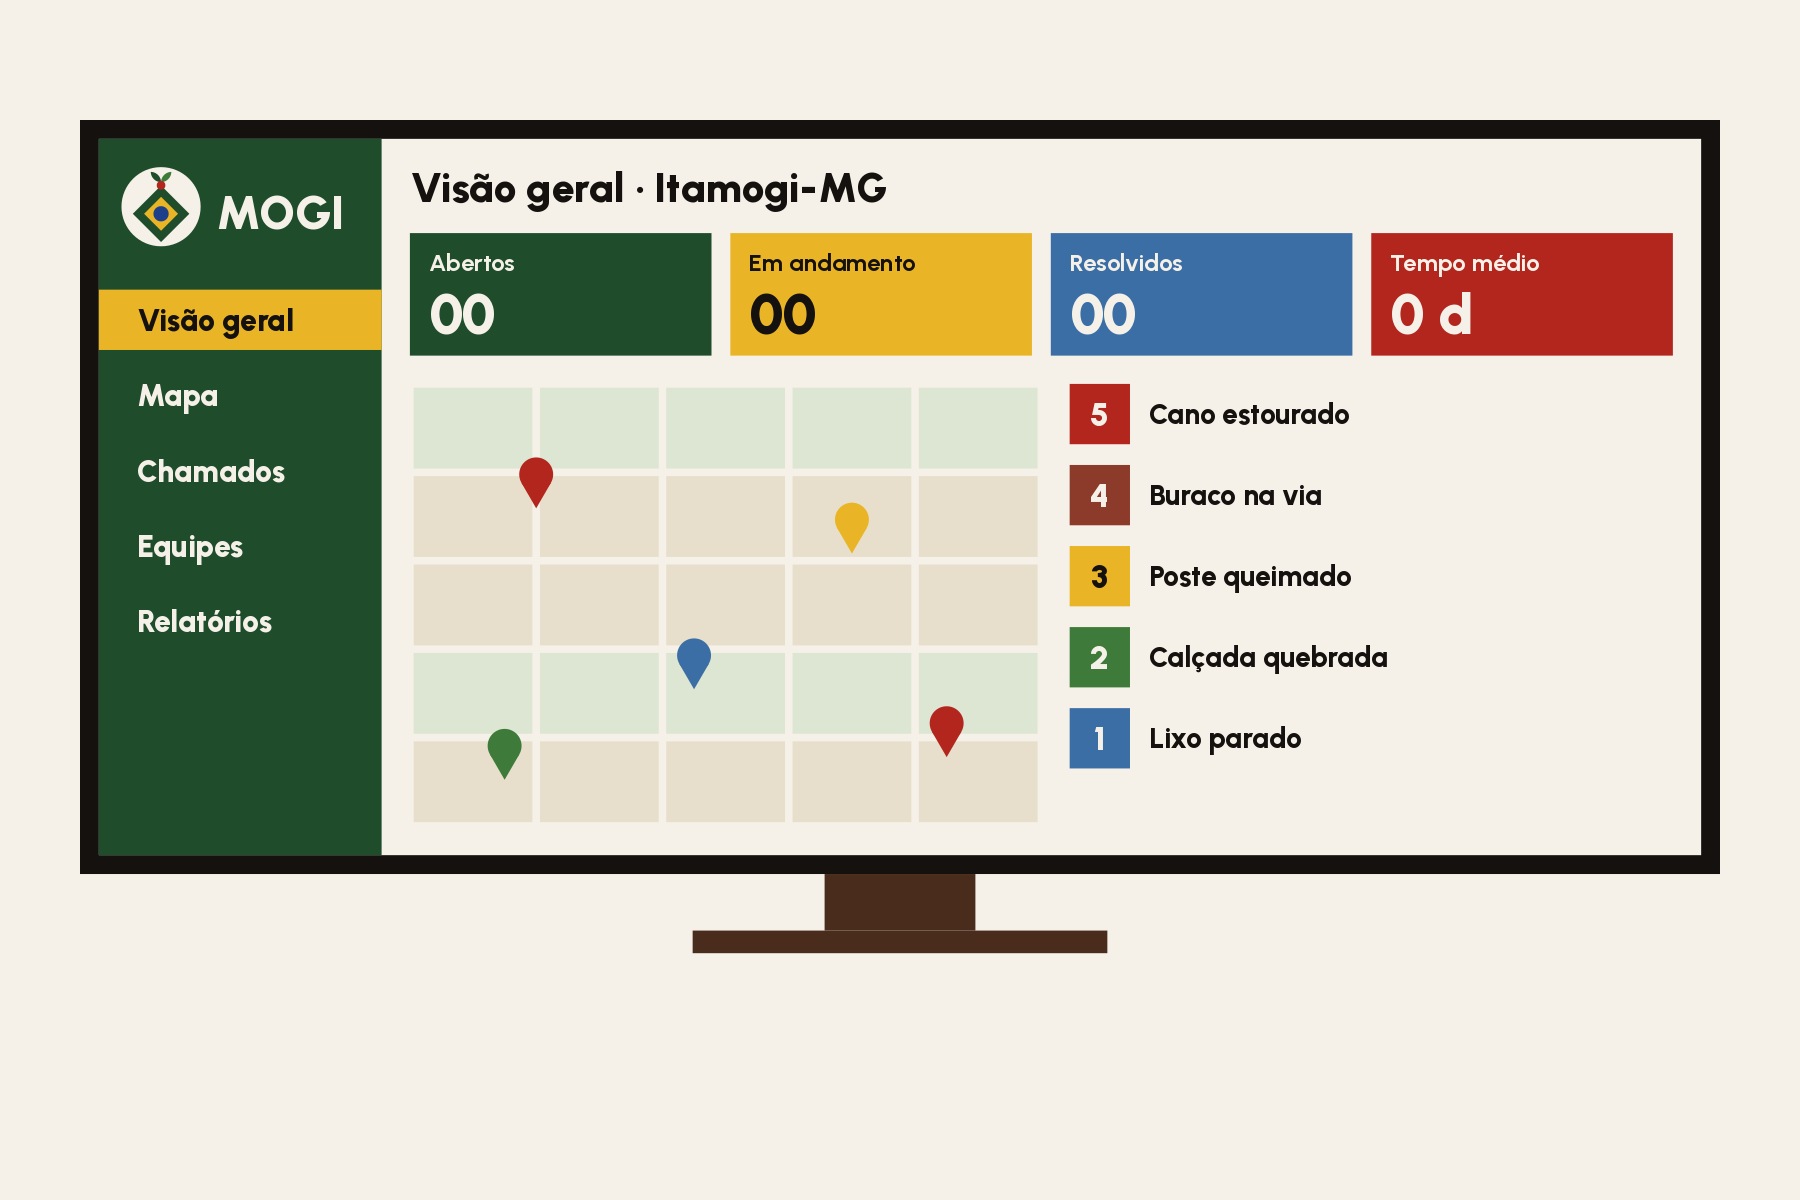 MOGI
Visão geral
Mapa
Chamados
Equipes
Relatórios
Visão geral · Itamogi-MG
Abertos
00
Em andamento
00
Resolvidos
00
Tempo médio
0 d
5 Cano estourado
4 Buraco na via
3 Poste queimado
2 Calçada quebrada
1 Lixo parado